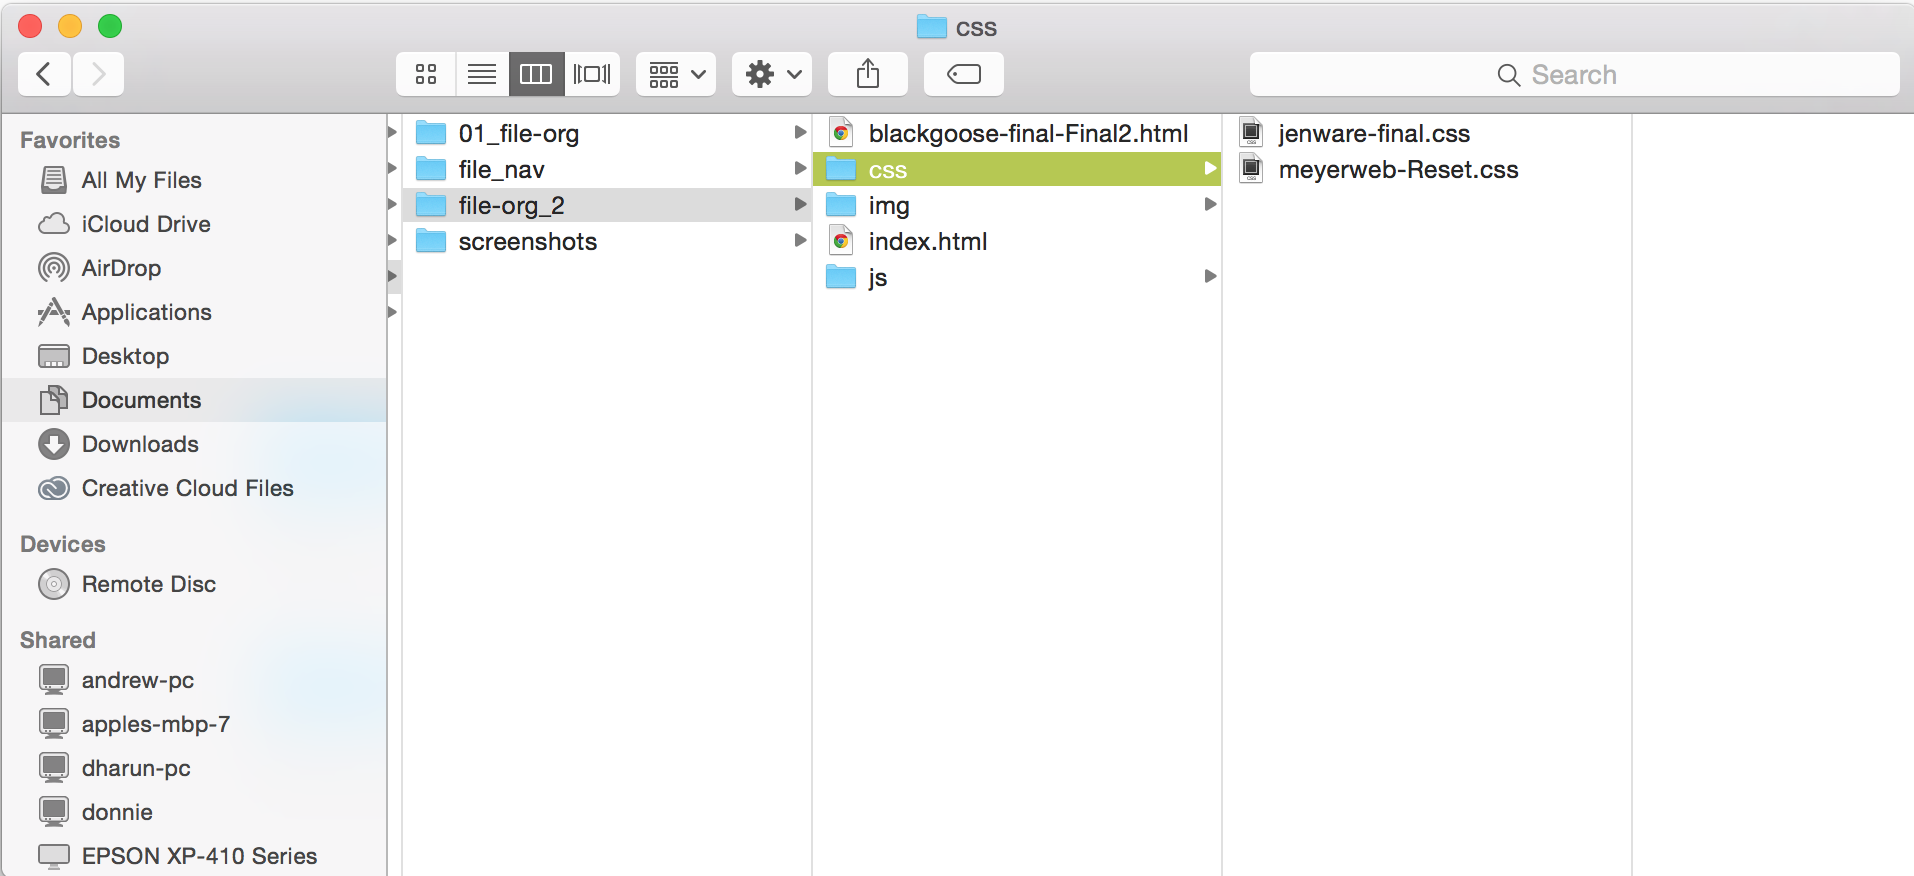 css
Search
Favorites
All My Files
iCloud Drive
AirDrop
Applications
Desktop
Documents
Downloads
Creative Cloud Files
Devices
Remote Disc
Shared
andrew-pc
apples-mbp-7
dharun-pc
donnie
EPSON XP-410 Series
01_file-org
file_nav
file-org_2
screenshots
blackgoose-final-Final2.html
css
img
index.html
js
jenware-final.css
meyerweb-Reset.css